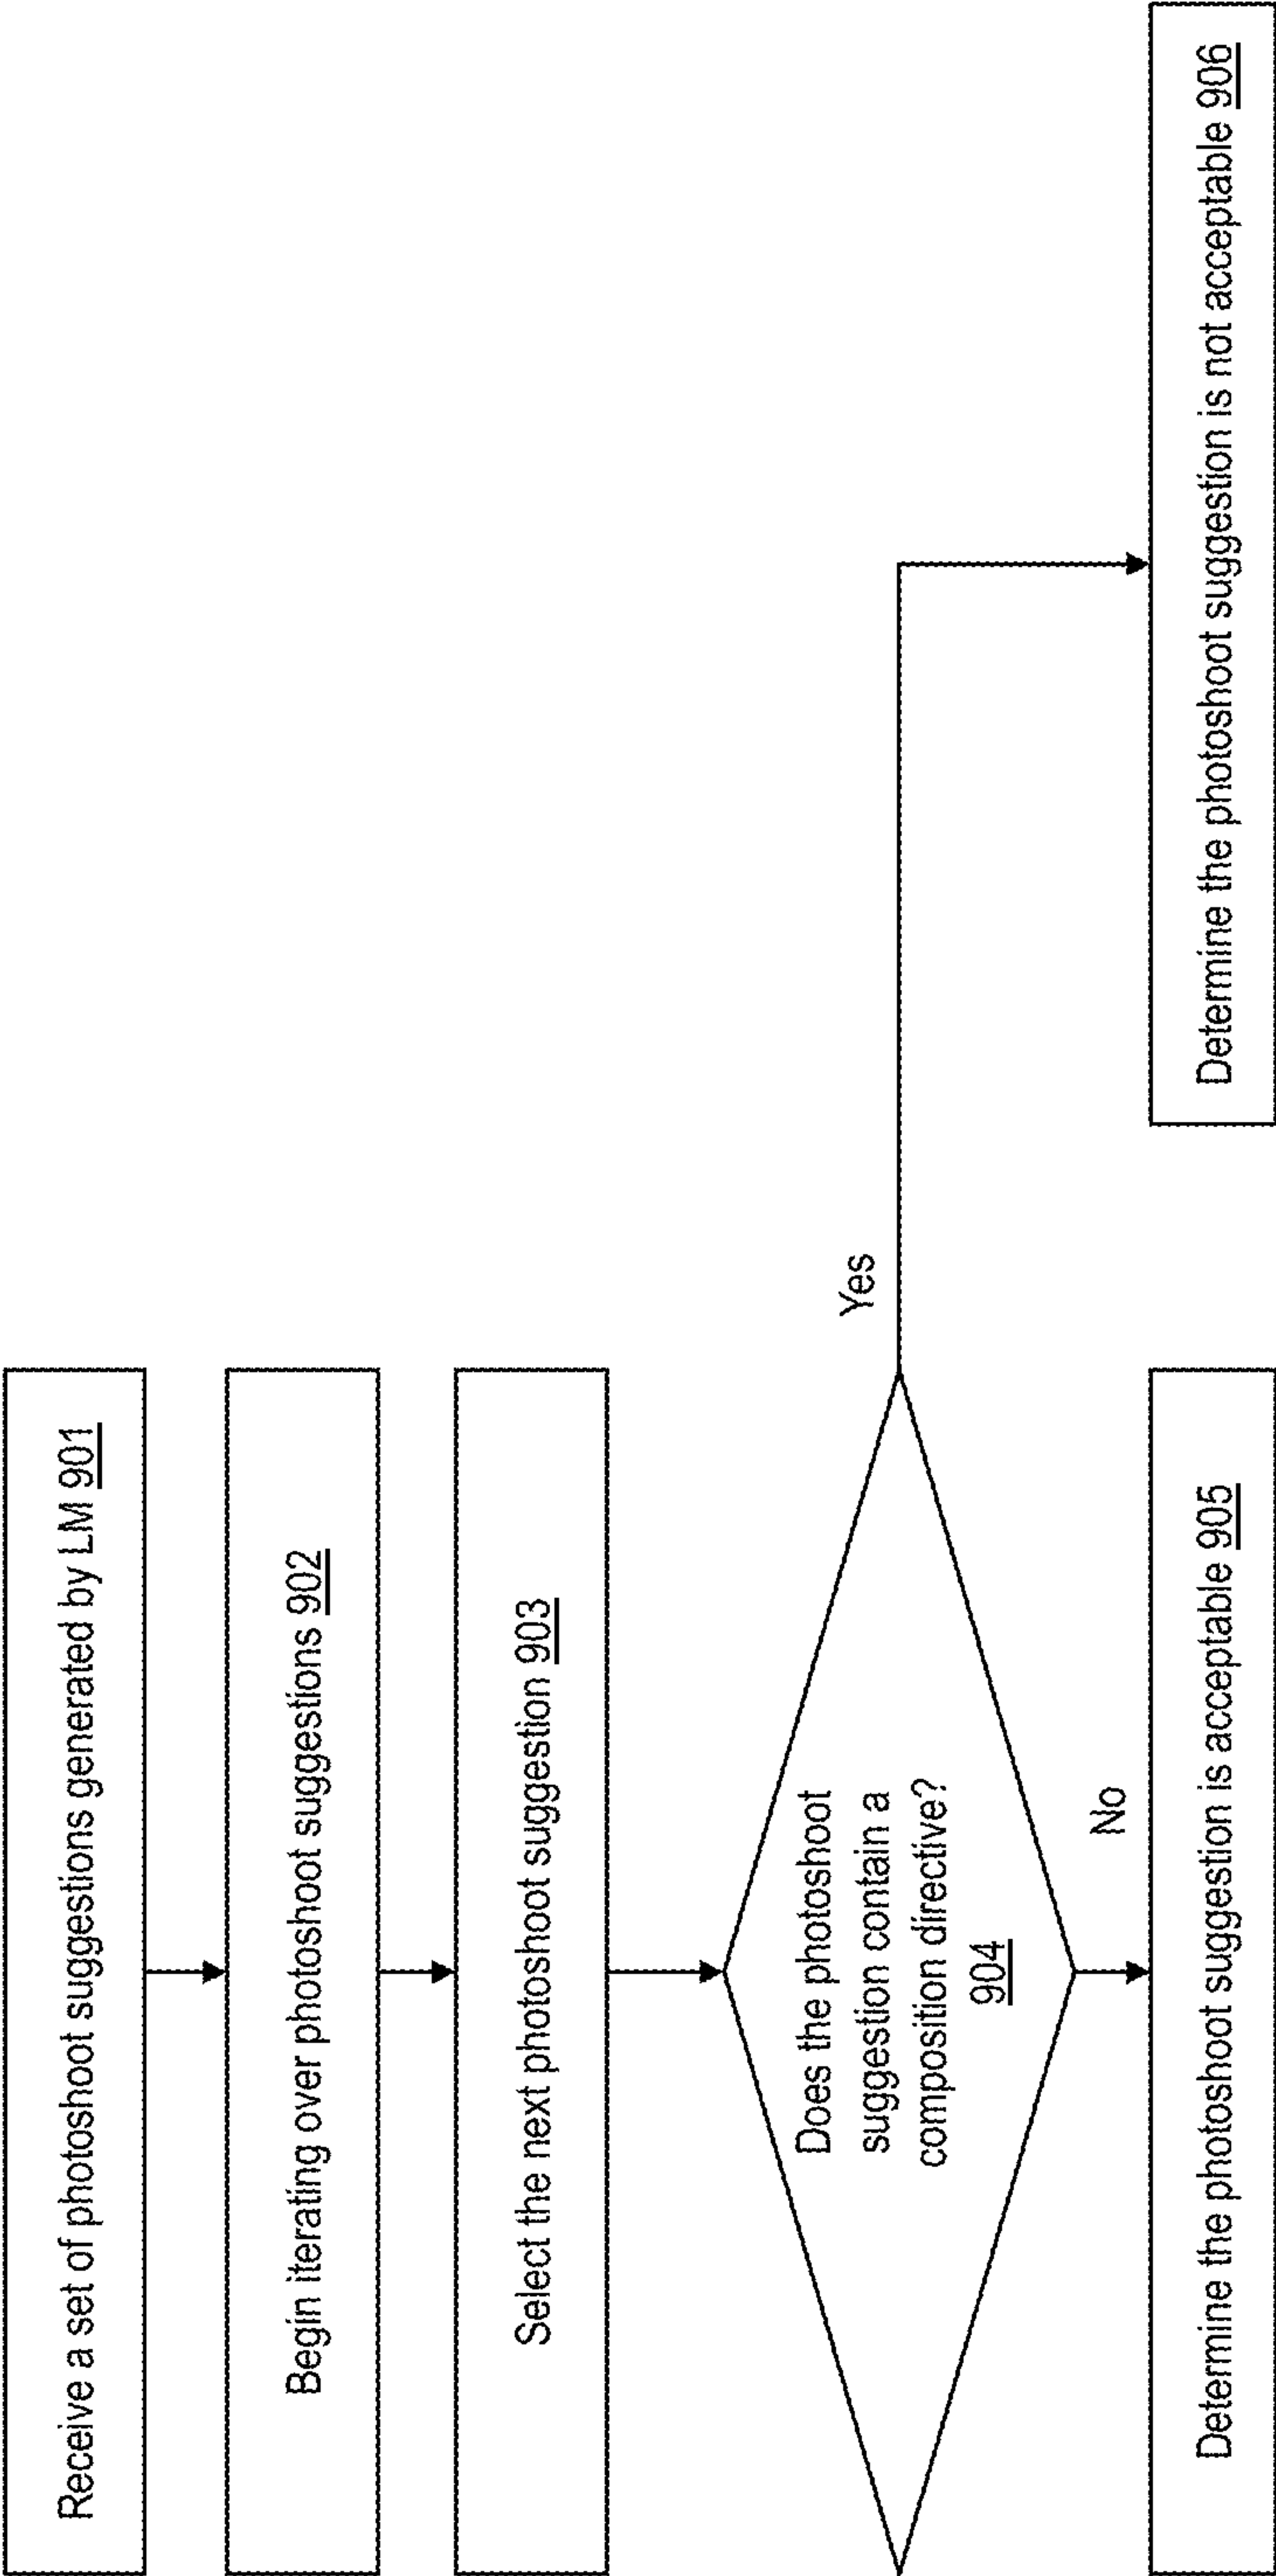 Receive a set of photoshoot suggestions generated by LM 901
Begin iterating over photoshoot suggestions 902
Select the next photoshoot suggestion 903
Does the photoshoot
suggestion contain a
composition directive?
904
Yes
No
Determine the photoshoot suggestion is acceptable 905
Determine the photoshoot suggestion is not acceptable 906